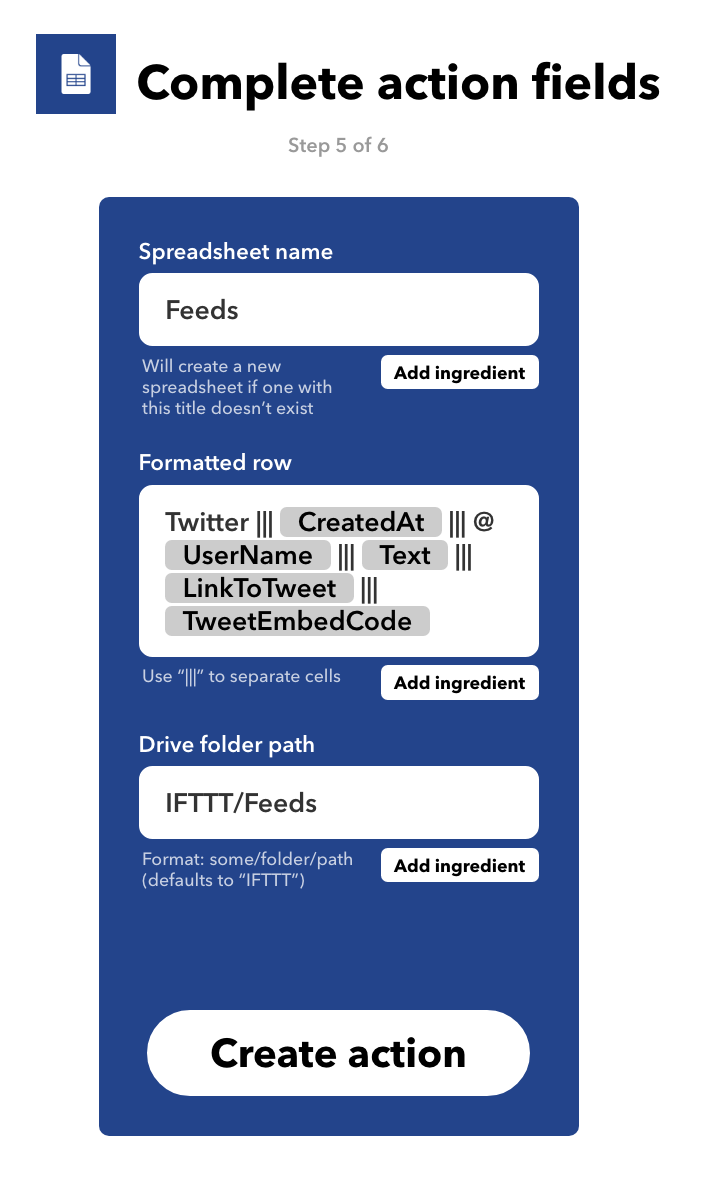 Complete action fields
Step 5 of 6
Spreadsheet name
Feeds
Will create a new
spreadsheet if one with
this title doesn’t exist
Add ingredient
Formatted row
Twitter ||| CreatedAt ||| @
UserName ||| Text |||
LinkToTweet |||
TweetEmbedCode
Use “|||” to separate cells
Add ingredient
Drive folder path
IFTTT/Feeds
Format: some/folder/path
(defaults to “IFTTT”)
Add ingredient
Create action